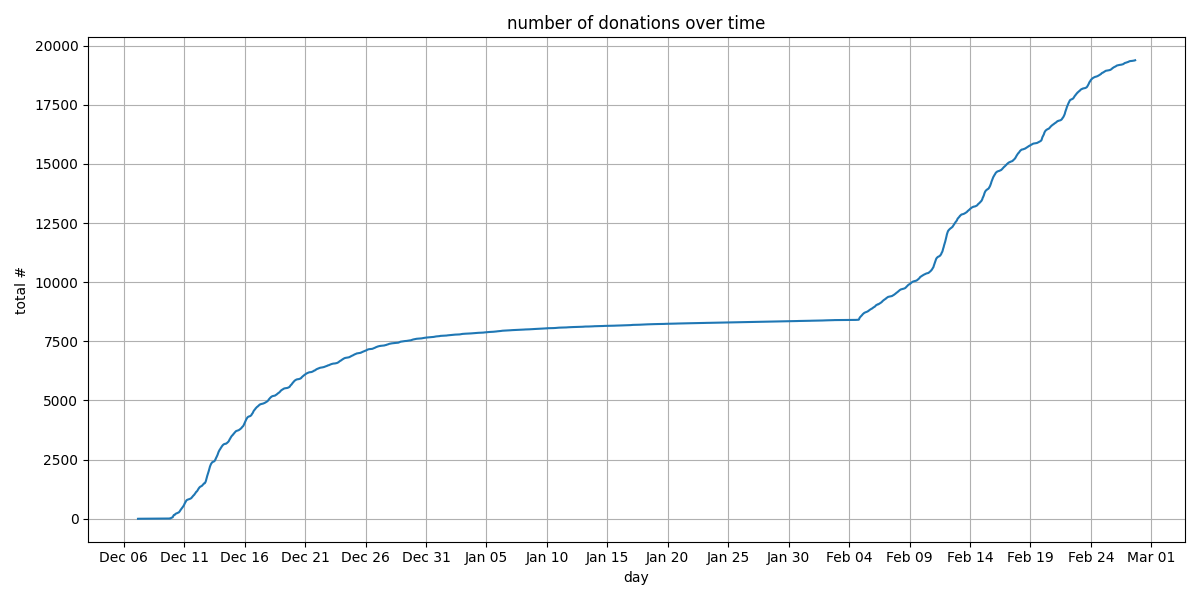 number of donations over time
20000
17500
15000
12500
10000
7500
5000
2500
0
total #
Dec 06 Dec 11 Dec 16 Dec 21 Dec 26 Dec 31 Jan 05 Jan 10 Jan 15 Jan 20 Jan 25 Jan 30 Feb 04 Feb 09 Feb 14 Feb 19 Feb 24 Mar 01
day